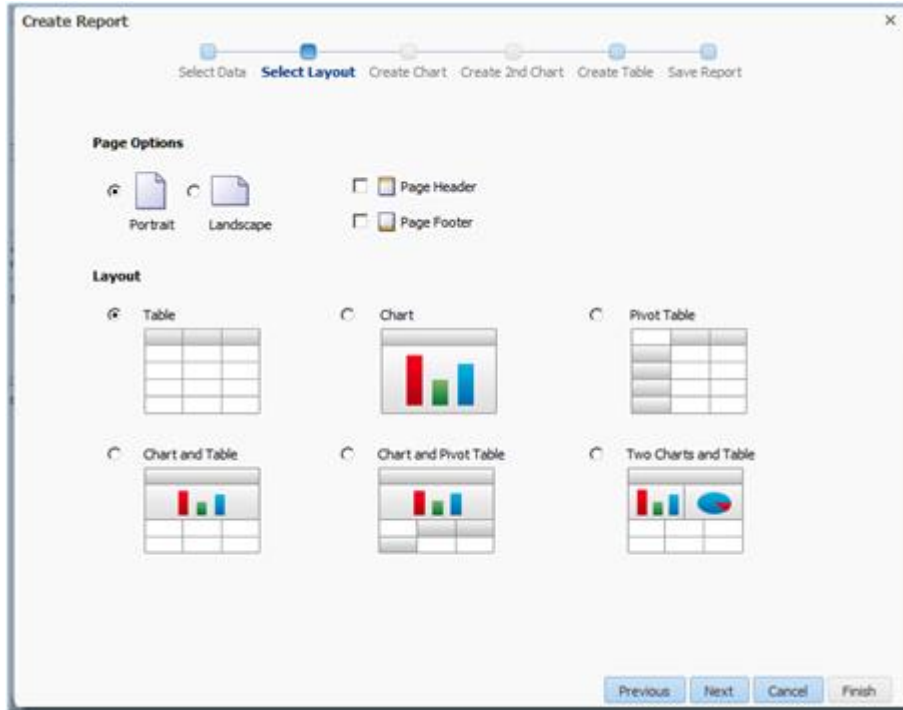 Create Report
Select Data Select Layout Create Chart Create 2nd Chart Create Table Save Report
Page Options
Portrait Landscape
Page Header
Page Footer
Layout
Table Chart Pivot Table
Chart and Table Chart and Pivot Table Two Charts and Table
Previous Next Cancel Finish